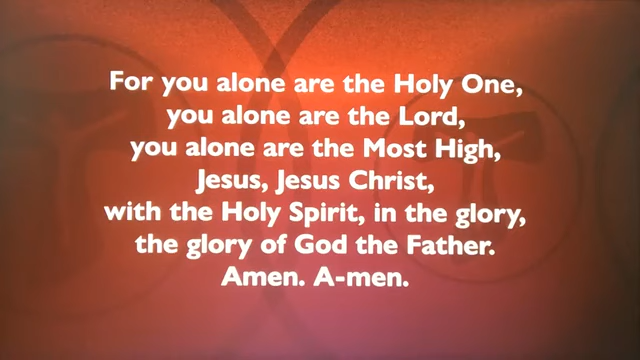 For you alone are the Holy One,
you alone are the Lord,
you alone are the Most High,
Jesus, Jesus Christ,
with the Holy Spirit, in the glory,
the glory of God the Father.
Amen. A-men.